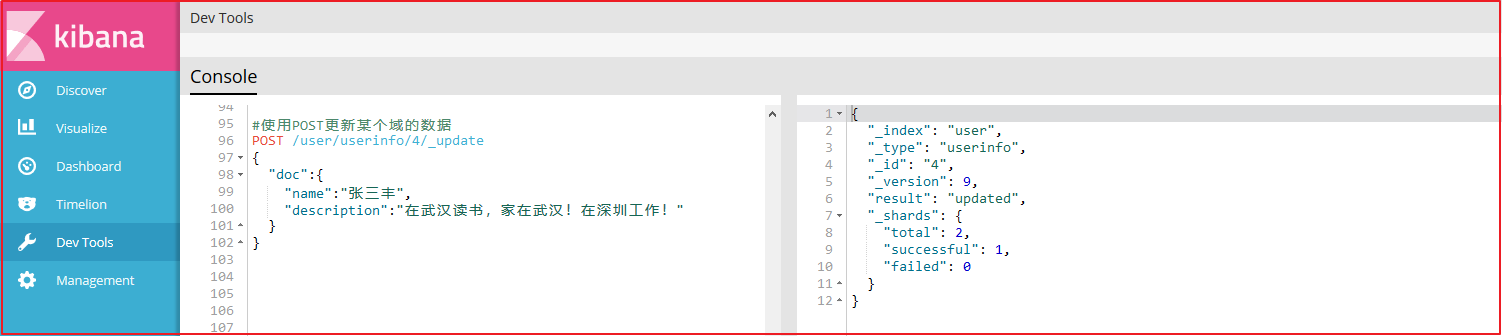 kibana
Discover
Visualize
Dashboard
Timelion
Dev Tools
Management
Dev Tools
Console
94
95 #使用POST更新某个域的数据
96 POST /user/userinfo/4/_update
97 {
98 "doc":{
99 "name":"张三丰",
100 "description":"在武汉读书，家在武汉！在深圳工作！"
101 }
102 }
103
104
105
106
107
1 {
2 "_index": "user",
3 "_type": "userinfo",
4 "_id": "4",
5 "_version": 9,
6 "result": "updated",
7 "_shards": {
8 "total": 2,
9 "successful": 1,
10 "failed": 0
11 }
12 }